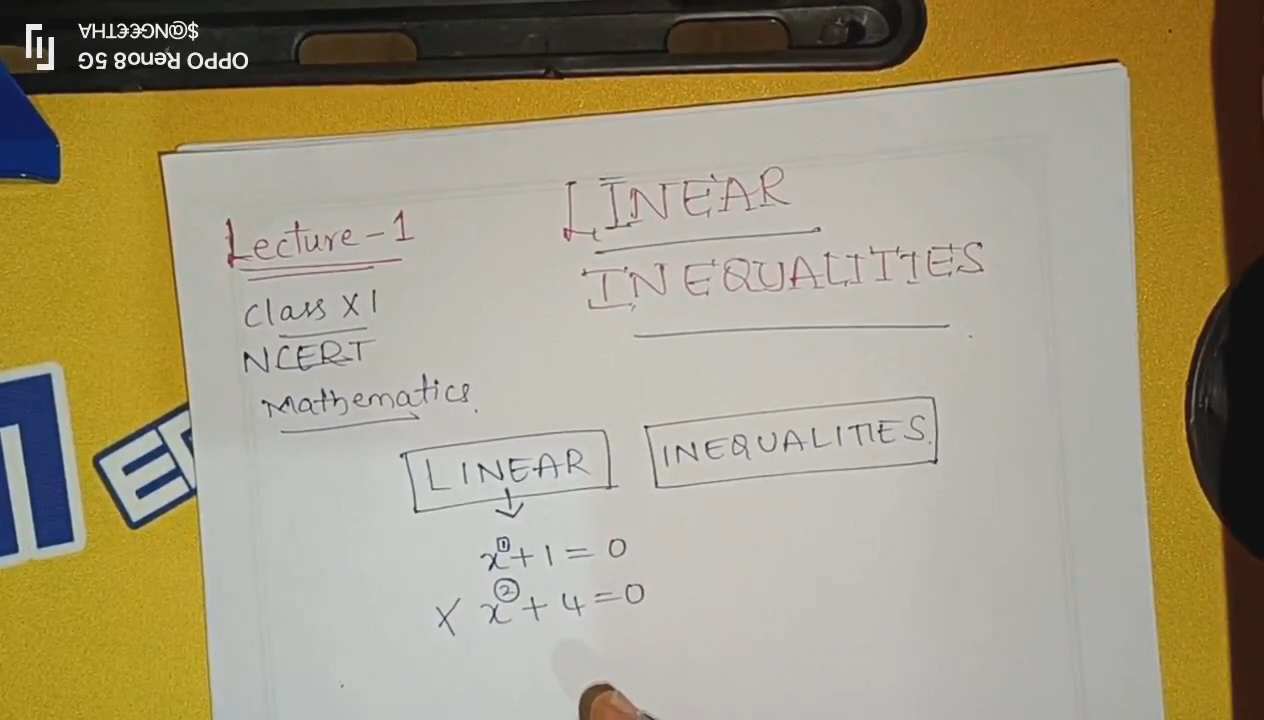 $@NGEETHA
OPPO Reno8 5G
Lecture-1
Class XI
NCERT
Mathematics.
LINEAR
INEQUALITIES
LINEAR
INEQUALITIES.
x¹+1=0
X x²+4=0